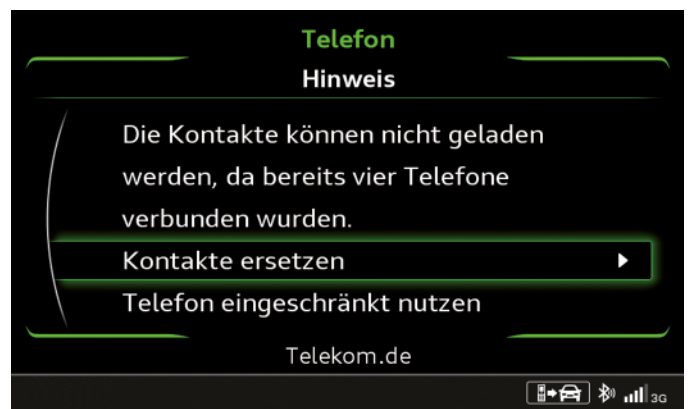 Telefon
Hinweis
Die Kontakte können nicht geladen
werden, da bereits vier Telefone
verbunden wurden.
Kontakte ersetzen
Telefon eingeschränkt nutzen
Telekom.de
3G